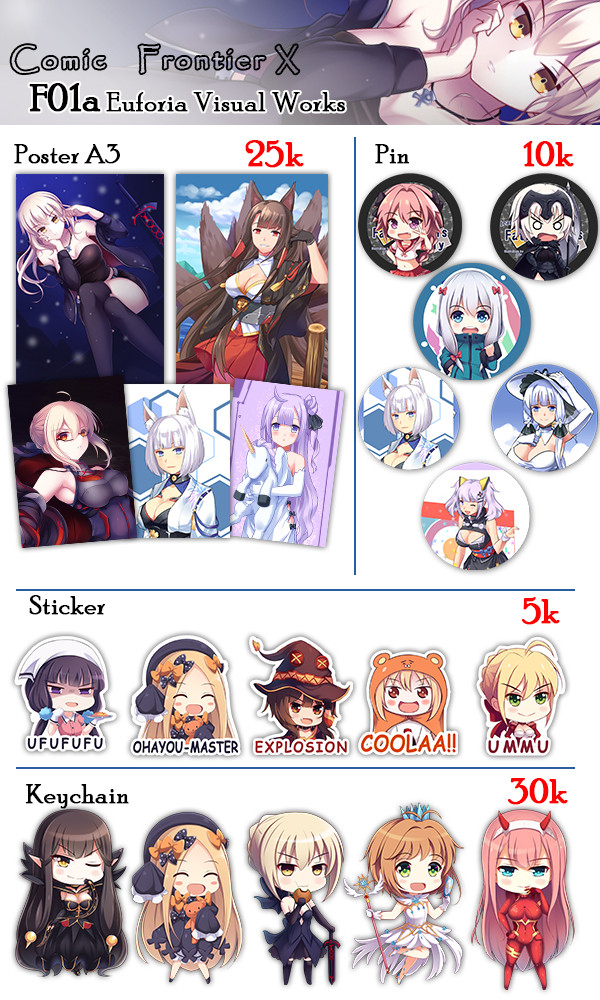 Comic Frontier X
F01a Euforia Visual Works
Poster A3 25k
Pin 10k
Sticker 5k
UFUFUFU
OHAYOU-MASTER
EXPLOSION
COOLAA!!
UMMU
Keychain 30k